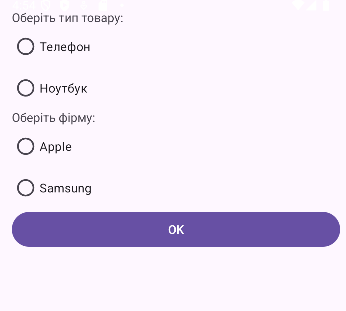 Оберіть тип товару:
Телефон
Ноутбук
Оберіть фірму:
Apple
Samsung
OK